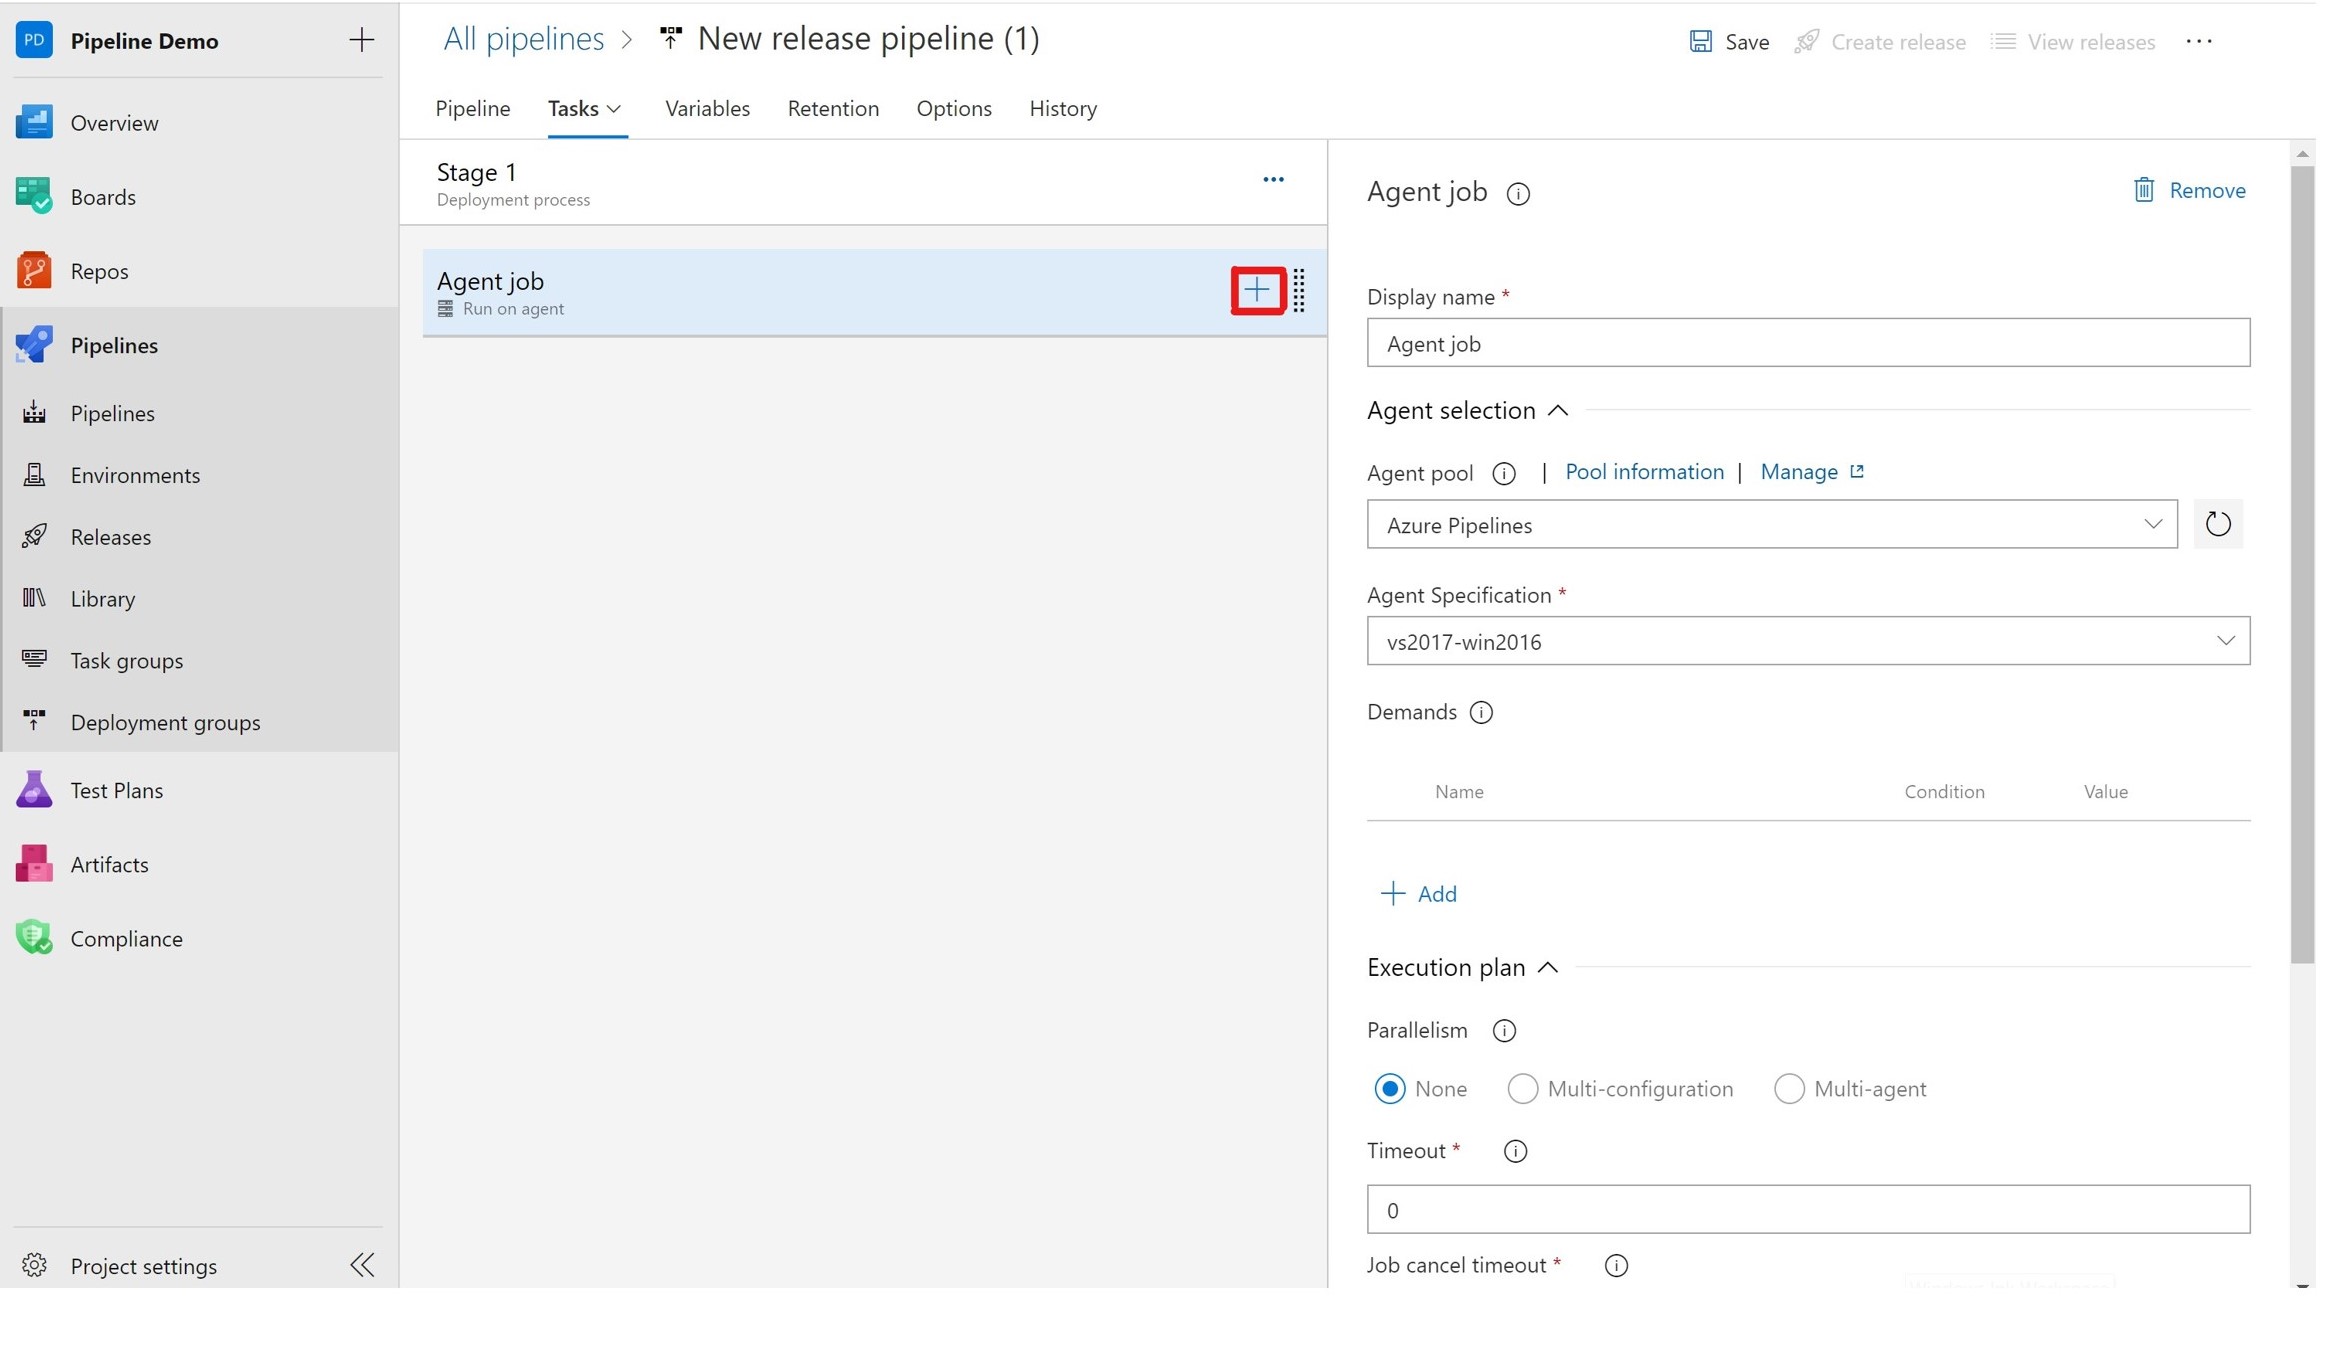 PD Pipeline Demo
Overview
Boards
Repos
Pipelines
Pipelines
Environments
Releases
Library
Task groups
Deployment groups
Test Plans
Artifacts
Compliance
Project settings
All pipelines > New release pipeline (1)
Save Create release View releases ...
Pipeline Tasks Variables Retention Options History
Stage 1
Deployment process
Agent job
Run on agent
Agent job
Remove
Display name *
Agent job
Agent selection
Agent pool | Pool information | Manage
Azure Pipelines
Agent Specification *
vs2017-win2016
Demands
Name Condition Value
+ Add
Execution plan
Parallelism
None Multi-configuration Multi-agent
Timeout *
0
Job cancel timeout *